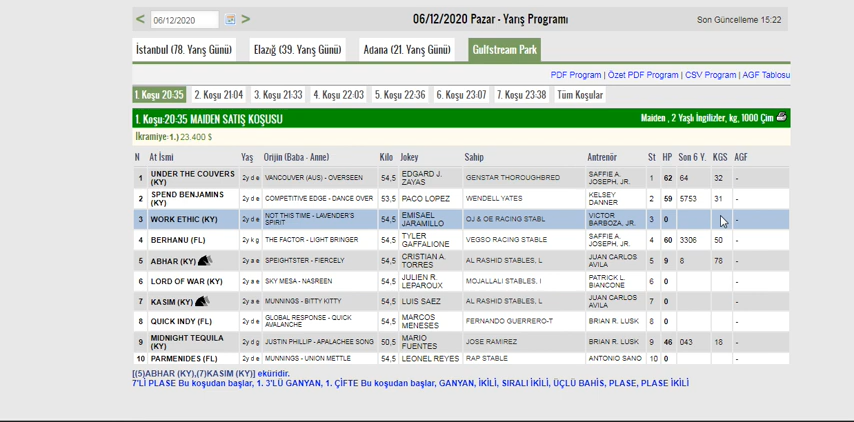 < 06/12/2020 > 06/12/2020 Pazar - Yarış Programı Son Güncelleme 15:22
İstanbul (78. Yarış Günü) Elazığ (39. Yarış Günü) Adana (21. Yarış Günü) Gulfstream Park
PDF Program | Özet PDF Program | CSV Program | AGF Tablosu
1. Koşu 20:35 2. Koşu 21:04 3. Koşu 21:33 4. Koşu 22:03 5. Koşu 22:36 6. Koşu 23:07 7. Koşu 23:38 Tüm Koşular
1. Koşu-20:35 MAIDEN SATIŞ KOŞUSU Maiden , 2 Yaşlı İngilizler, kg, 1000 Çim
İkramiye: 1.) 23.400 $
N At İsmi Yaş Orijin (Baba - Anne) Kilo Jokey Sahip Antrenör St HP Son 6 Y. KGS AGF
1 UNDER THE COUVERS (KY) 2y d e VANCOUVER (AUS) - OVERSEEN 54,5 EDGARD J. ZAYAS GENSTAR THOROUGHBRED SAFFIE A. JOSEPH, JR. 1 62 64 32 -
2 SPEND BENJAMINS (KY) 2y d e COMPETITIVE EDGE - DANCE OVER 53,5 PACO LOPEZ WENDELL YATES KELSEY DANNER 2 59 5753 31 -
3 WORK ETHIC (KY) 2y d e NOT THIS TIME - LAVENDER'S SPIRIT 54,5 EMISAEL JARAMILLO OJ & OE RACING STABL VICTOR BARBOZA, JR. 3 0 -
4 BERHANU (FL) 2y k g THE FACTOR - LIGHT BRINGER 54,5 TYLER GAFFALIONE VEGSO RACING STABLE SAFFIE A. JOSEPH, JR. 4 60 3306 50 -
5 ABHAR (KY) 2y a e SPEIGHTSTER - FIERCELY 54,5 CRISTIAN A. TORRES AL RASHID STABLES, L JUAN CARLOS AVILA 5 9 8 78 -
6 LORD OF WAR (KY) 2y a e SKY MESA - NASREEN 54,5 JULIEN R. LEPAROUX MOJALLALI STABLES, I PATRICK L. BIANCONE 6 0 -
7 KASIM (KY) 2y a e MUNNINGS - BITTY KITTY 54,5 LUIS SAEZ AL RASHID STABLES, L JUAN CARLOS AVILA 7 0 -
8 QUICK INDY (FL) 2y d e GLOBAL RESPONSE - QUICK AVALANCHE 54,5 MARCOS MENESES FERNANDO GUERRERO-T BRIAN R. LUSK 8 0 -
9 MIDNIGHT TEQUILA (KY) 2y d g JUSTIN PHILLIP - APALACHEE SONG 50,5 MARIO FUENTES JOSE RAMIREZ BRIAN R. LUSK 9 46 043 18 -
10 PARMENIDES (FL) 2y d e MUNNINGS - UNION METTLE 54,5 LEONEL REYES RAP STABLE ANTONIO SANO 10 0 -
[(5)ABHAR (KY),(7)KASIM (KY)] eküridir.
7'Lİ PLASE Bu koşudan başlar, 1. 3'LÜ GANYAN, 1. ÇİFTE Bu koşudan başlar, GANYAN, İKİLİ, SIRALI İKİLİ, ÜÇLÜ BAHİS, PLASE, PLASE İKİLİ